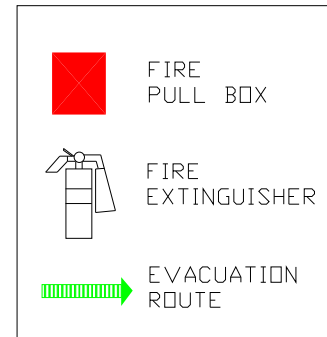 FIRE
PULL BOX
FIRE
EXTINGUISHER
EVACUATION
ROUTE